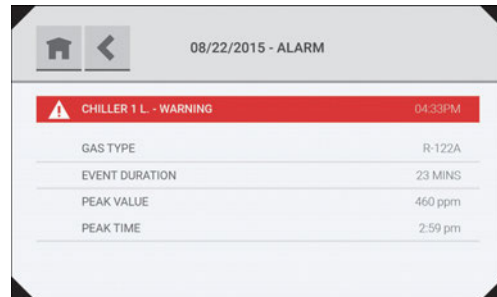 08/22/2015 - ALARM
CHILLER 1 L. - WARNING 04:33PM
GAS TYPE R-122A
EVENT DURATION 23 MINS
PEAK VALUE 460 ppm
PEAK TIME 2:59 pm